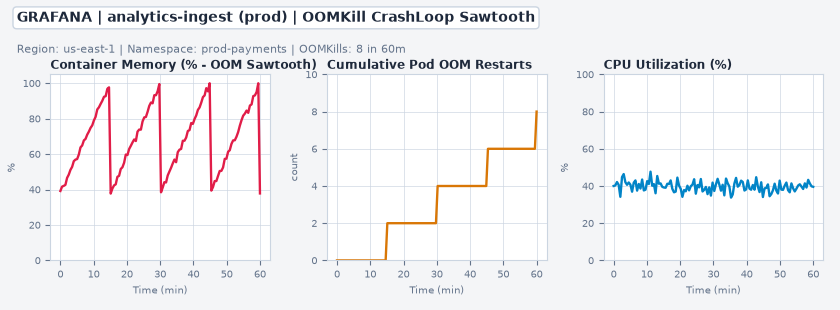 GRAFANA | analytics-ingest (prod) | OOMKill CrashLoop Sawtooth
Region: us-east-1 | Namespace: prod-payments | OOMKills: 8 in 60m
Container Memory (% - OOM Sawtooth)
%
100
80
60
40
20
0
0 10 20 30 40 50 60
Time (min)
Cumulative Pod OOM Restarts
count
10
8
6
4
2
0
0 10 20 30 40 50 60
Time (min)
CPU Utilization (%)
%
100
80
60
40
20
0
0 10 20 30 40 50 60
Time (min)